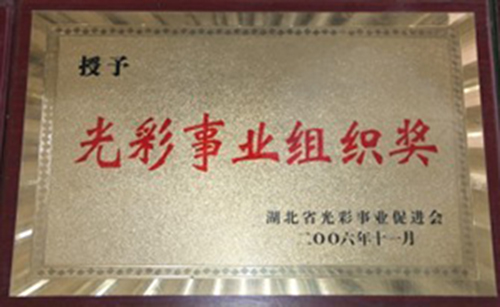 授予
光彩事业组织奖
湖北省光彩事业促进会
二〇〇六年十一月